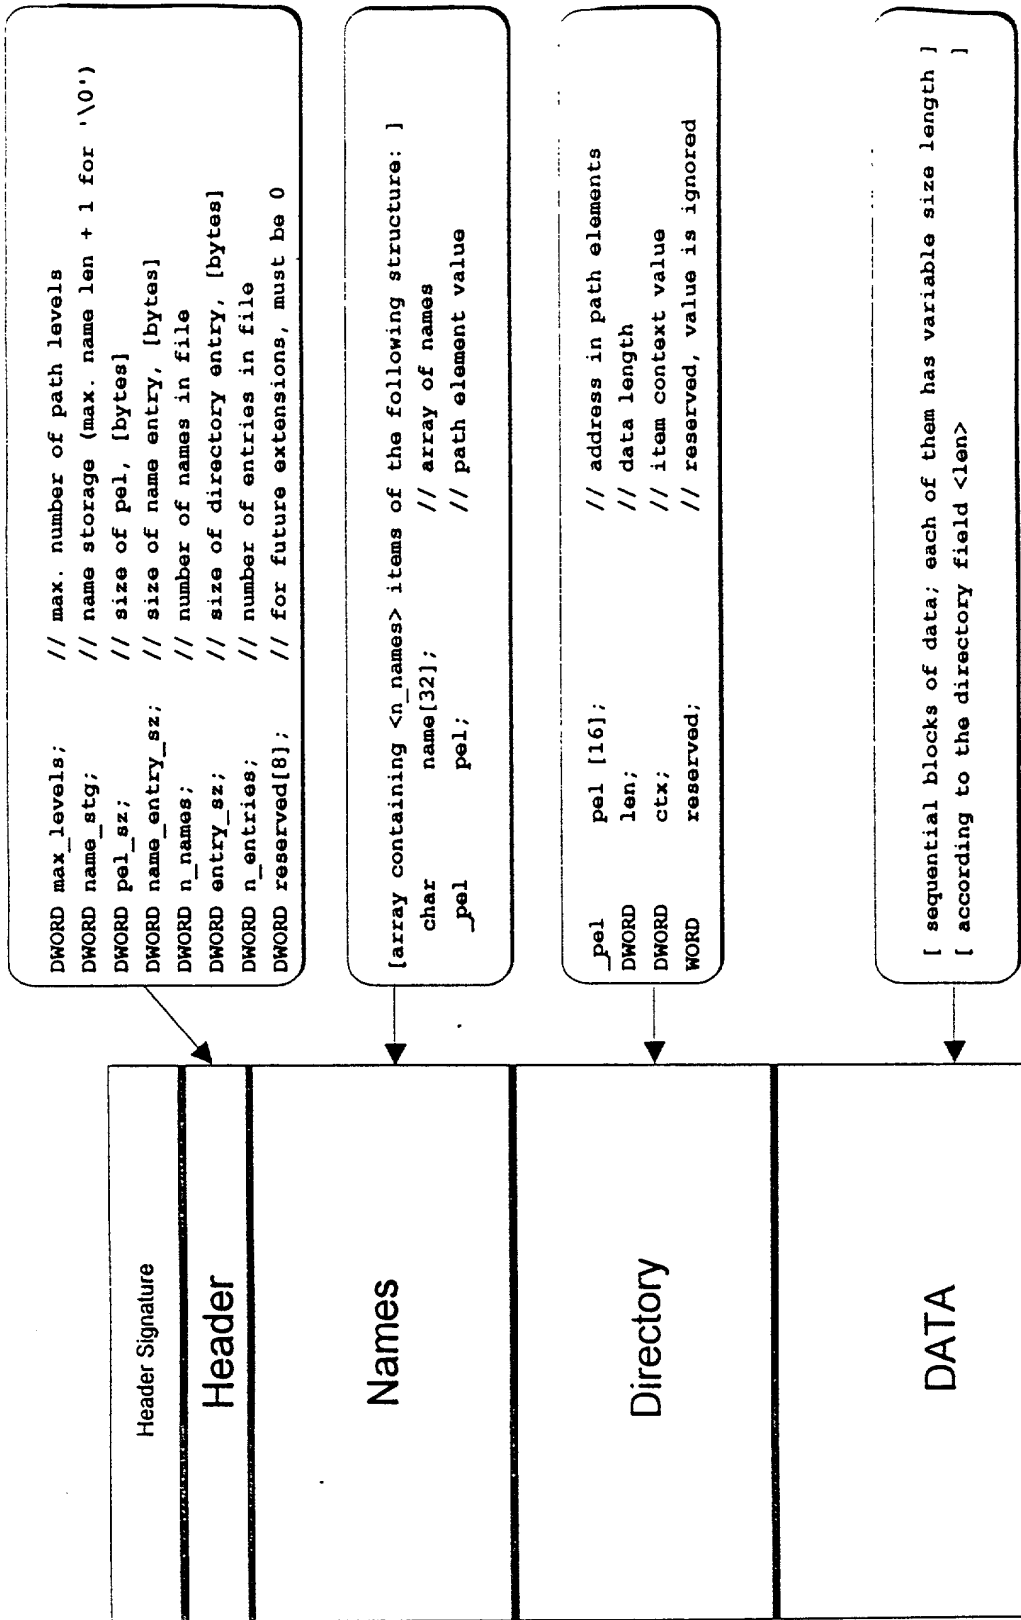 Header Signature
Header
DWORD max_levels; // max. number of path levels
DWORD name_stg; // name storage (max. name len + 1 for '\0')
DWORD pel_sz; // size of pel, [bytes]
DWORD name_entry_sz; // size of name entry, [bytes]
DWORD n_names; // number of names in file
DWORD entry_sz; // size of directory entry, [bytes]
DWORD n_entries; // number of entries in file
DWORD reserved[8]; // for future extensions, must be 0
Names
[array containing <n_names> items of the following structure: ]
char name[32]; // array of names
_pel pel; // path element value
Directory
_pel pel [16]; // address in path elements
DWORD len; // data length
DWORD ctx; // item context value
WORD reserved; // reserved, value is ignored
DATA
[ sequential blocks of data; each of them has variable size length ]
[ according to the directory field <len> ]